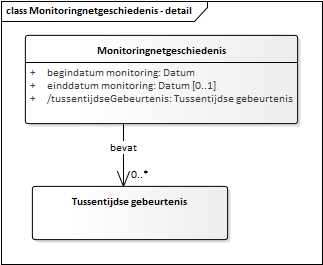 class Monitoringnetgeschiedenis - detail
Monitoringnetgeschiedenis
+ begindatum monitoring: Datum
+ einddatum monitoring: Datum [0..1]
+ /tussentijdseGebeurtenis: Tussentijdse gebeurtenis
bevat
0..*
Tussentijdse gebeurtenis